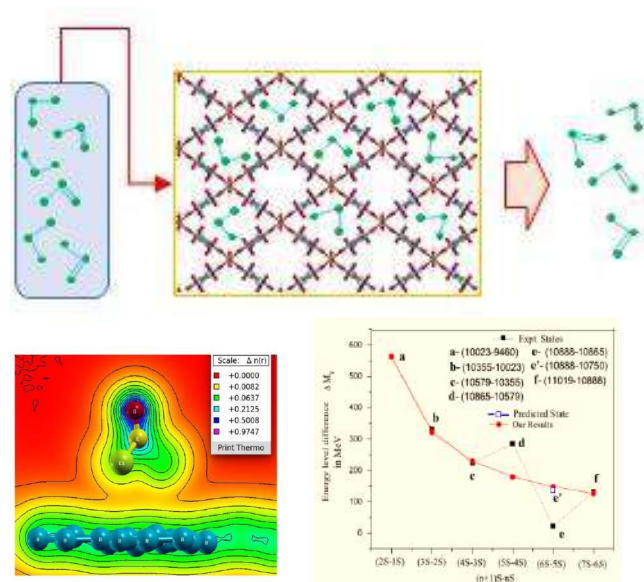 Scale: Δ n(r)
+0.0000
+0.0082
+0.0637
+0.2125
+0.5008
+0.9747
Print Thermo
Energy level difference Δ M
in MeV
600
500
400
300
200
100
0
Expt States
a- (10023-9460) e- (10888-10865)
b- (10355-10023) e'- (10888-10750)
c- (10579-10355) f- (11019-10888)
d- (10865-10579)
Predicted State
Our Results
a
b
c
d
e'
e
f
(2S-1S) (3S-2S) (4S-3S) (5S-4S) (6S-5S) (7S-6S)
(n+1)S-nS